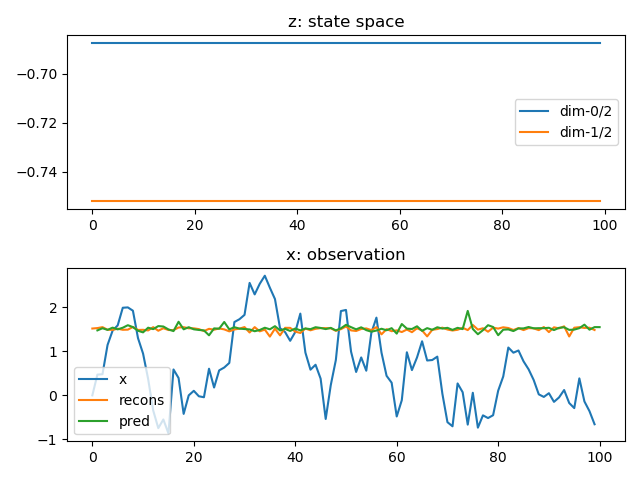 z: state space
−0.70
−0.72
−0.74
dim-0/2
dim-1/2
0 20 40 60 80 100
x: observation
2
1
0
−1
x
recons
pred
0 20 40 60 80 100